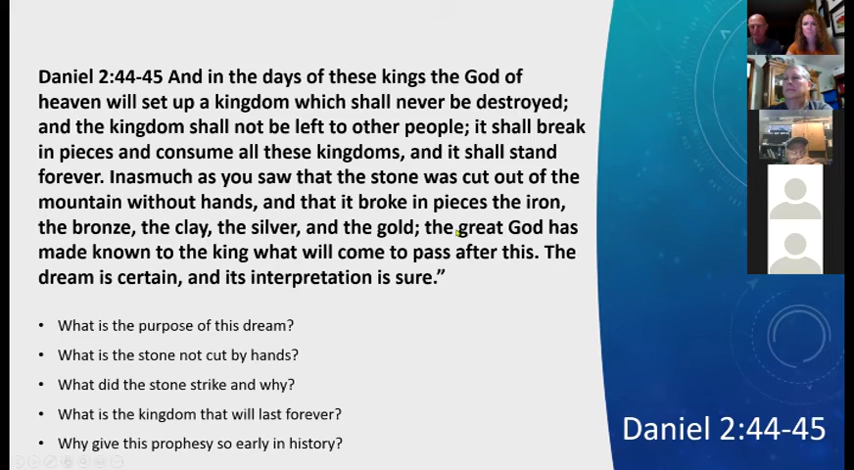 Daniel 2:44-45 And in the days of these kings the God of
heaven will set up a kingdom which shall never be destroyed;
and the kingdom shall not be left to other people; it shall break
in pieces and consume all these kingdoms, and it shall stand
forever. Inasmuch as you saw that the stone was cut out of the
mountain without hands, and that it broke in pieces the iron,
the bronze, the clay, the silver, and the gold; the great God has
made known to the king what will come to pass after this. The
dream is certain, and its interpretation is sure.”
• What is the purpose of this dream?
• What is the stone not cut by hands?
• What did the stone strike and why?
• What is the kingdom that will last forever?
• Why give this prophesy so early in history?
Daniel 2:44-45